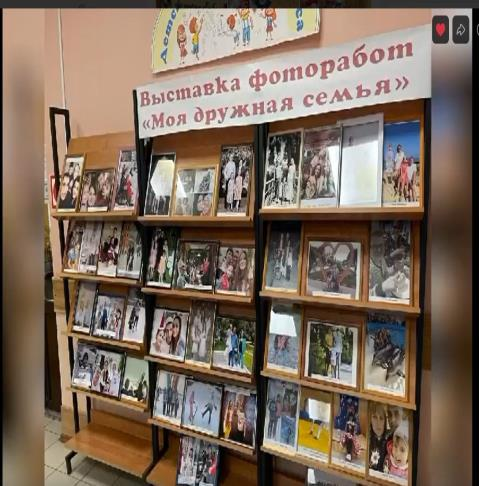 Выставка фоторабот
«Моя дружная семья»